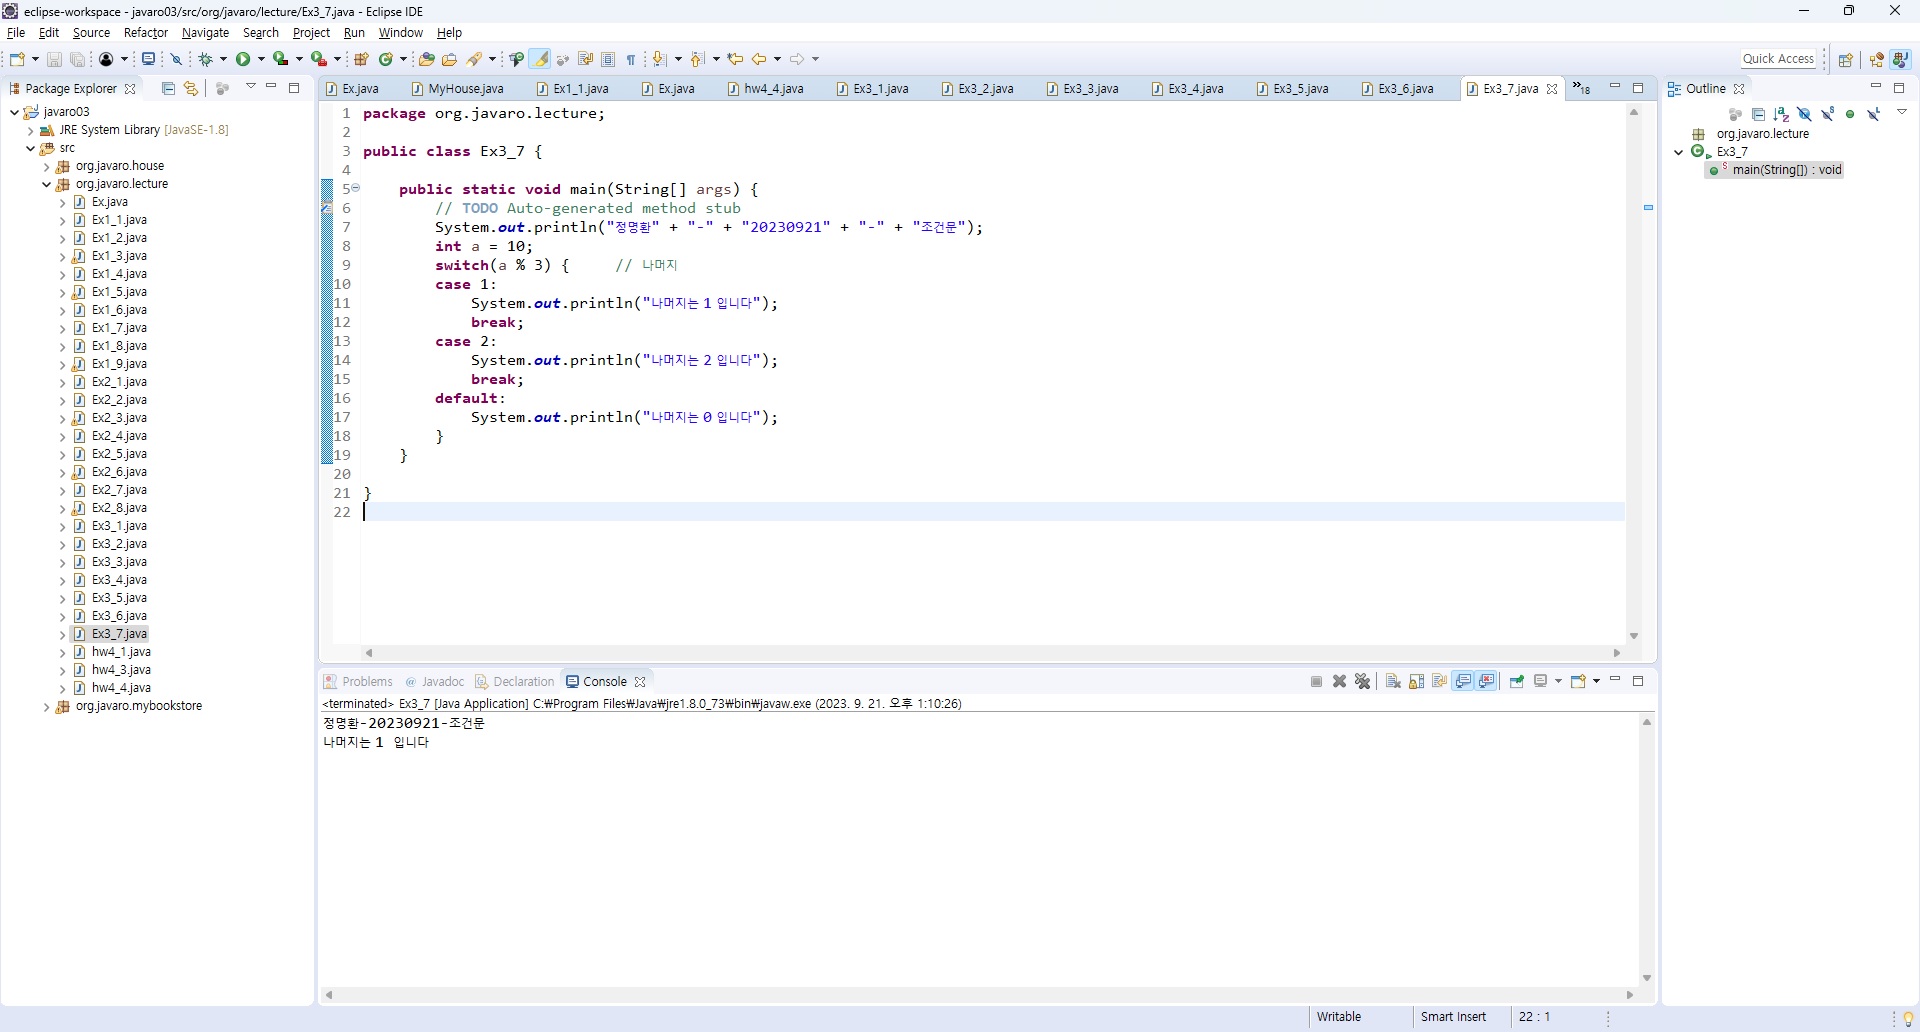 eclipse-workspace - javaro03/src/org/javaro/lecture/Ex3_7.java - Eclipse IDE
File Edit Source Refactor Navigate Search Project Run Window Help
Quick Access
Package Explorer
javaro03
JRE System Library [JavaSE-1.8]
src
org.javaro.house
org.javaro.lecture
Ex.java
Ex1_1.java
Ex1_2.java
Ex1_3.java
Ex1_4.java
Ex1_5.java
Ex1_6.java
Ex1_7.java
Ex1_8.java
Ex1_9.java
Ex2_1.java
Ex2_2.java
Ex2_3.java
Ex2_4.java
Ex2_5.java
Ex2_6.java
Ex2_7.java
Ex2_8.java
Ex3_1.java
Ex3_2.java
Ex3_3.java
Ex3_4.java
Ex3_5.java
Ex3_6.java
Ex3_7.java
hw4_1.java
hw4_3.java
hw4_4.java
org.javaro.mybookstore
Ex.java MyHouse.java Ex1_1.java Ex.java hw4_4.java Ex3_1.java Ex3_2.java Ex3_3.java Ex3_4.java Ex3_5.java Ex3_6.java Ex3_7.java »18
1 package org.javaro.lecture;
2
3 public class Ex3_7 {
4
5 public static void main(String[] args) {
6 // TODO Auto-generated method stub
7 System.out.println("정명환" + "-" + "20230921" + "-" + "조건문");
8 int a = 10;
9 switch(a % 3) { // 나머지
10 case 1:
11 System.out.println("나머지는 1 입니다");
12 break;
13 case 2:
14 System.out.println("나머지는 2 입니다");
15 break;
16 default:
17 System.out.println("나머지는 0 입니다");
18 }
19 }
20
21 }
22
Problems Javadoc Declaration Console
<terminated> Ex3_7 [Java Application] C:₩Program Files₩Java₩jre1.8.0_73₩bin₩javaw.exe (2023. 9. 21. 오후 1:10:26)
정명환-20230921-조건문
나머지는 1 입니다
Outline
org.javaro.lecture
Ex3_7
main(String[]) : void
Writable Smart Insert 22 : 1